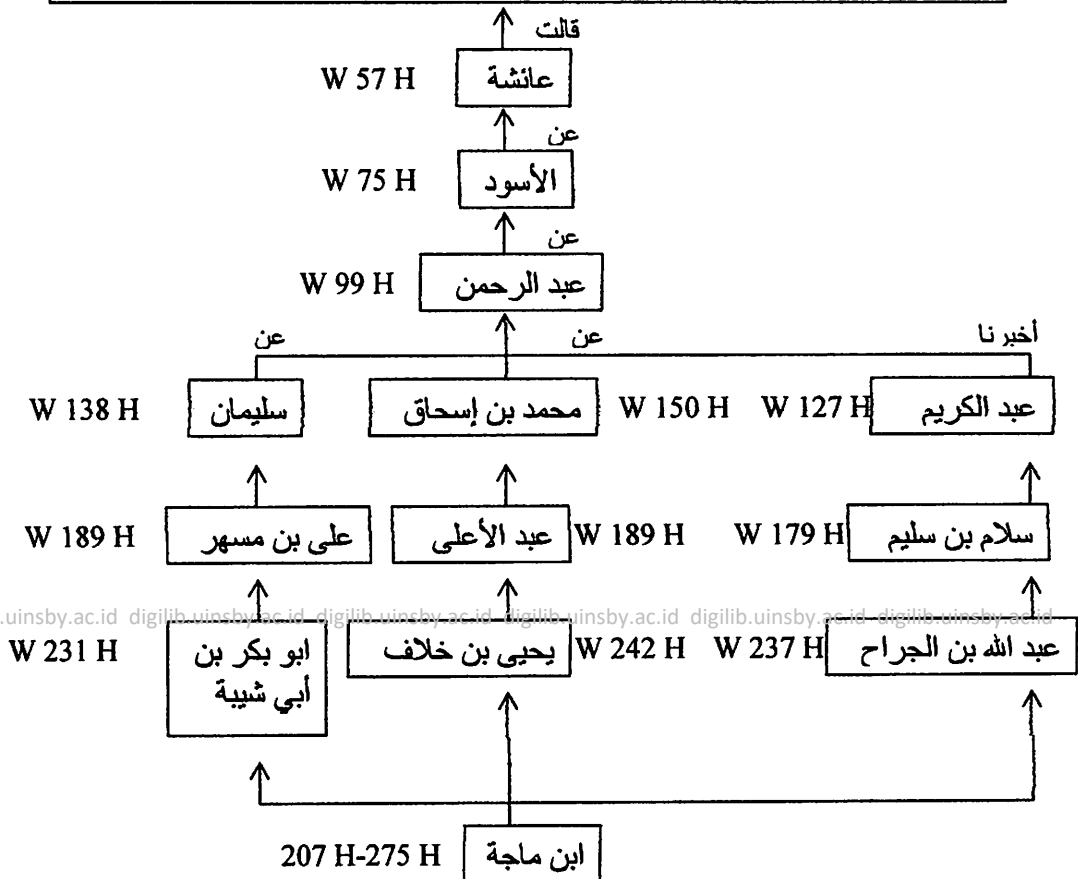 قالت
W 57 H عائشة
عن
W 75 H الأسود
عن
W 99 H عبد الرحمن
عن عن أخبرنا
W 138 H سليمان محمد بن إسحاق W 150 H W 127 H عبد الكريم
W 189 H على بن مسهر عبد الأعلى W 189 H W 179 H سلام بن سليم
.uinsby.ac.id digilib.uinsby.ac.id digilib.uinsby.ac.id digilib.uinsby.ac.id digilib.uinsby.ac.id digilib.uinsby.ac.id
W 231 H ابو بكر بن يحيى بن خلاف W 242 H W 237 H عبد الله بن الجراح
أبي شيبة
207 H-275 H ابن ماجة